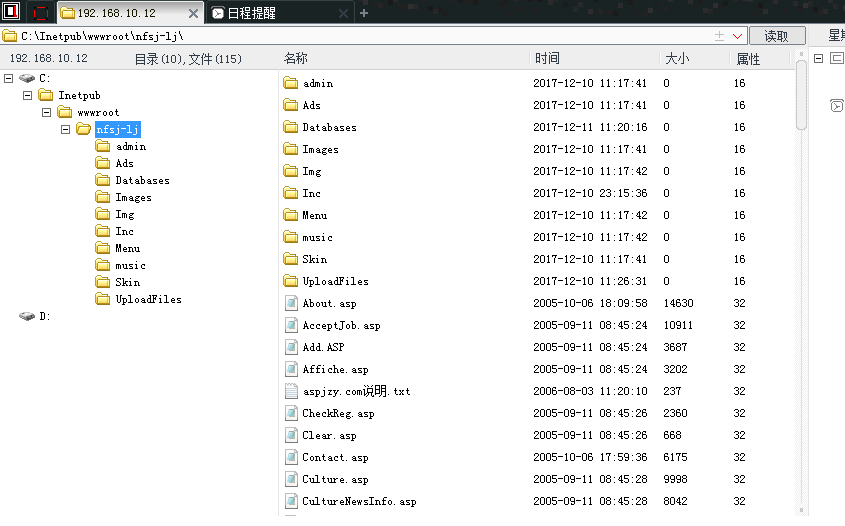 192.168.10.12 日程提醒
C:\Inetpub\wwwroot\nfsj-lj\ 读取
192.168.10.12 目录(10),文件(115) 名称 时间 大小 属性
C:
Inetpub
wwwroot
nfsj-lj
admin
Ads
Databases
Images
Img
Inc
Menu
music
Skin
UploadFiles
D:
admin 2017-12-10 11:17:41 0 16
Ads 2017-12-10 11:17:41 0 16
Databases 2017-12-11 11:20:16 0 16
Images 2017-12-10 11:17:41 0 16
Img 2017-12-10 11:17:42 0 16
Inc 2017-12-10 23:15:36 0 16
Menu 2017-12-10 11:17:42 0 16
music 2017-12-10 11:17:42 0 16
Skin 2017-12-10 11:17:41 0 16
UploadFiles 2017-12-10 11:26:31 0 16
About.asp 2005-10-06 18:09:58 14630 32
AcceptJob.asp 2005-09-11 08:45:24 10911 32
Add.ASP 2005-09-11 08:45:24 3687 32
Affiche.asp 2005-09-11 08:45:24 3202 32
aspjzy.com说明.txt 2006-08-03 11:20:10 237 32
CheckReg.asp 2005-09-11 08:45:26 2360 32
Clear.asp 2005-09-11 08:45:26 668 32
Contact.asp 2005-10-06 17:59:36 6175 32
Culture.asp 2005-09-11 08:45:28 9998 32
CultureNewsInfo.asp 2005-09-11 08:45:28 8042 32